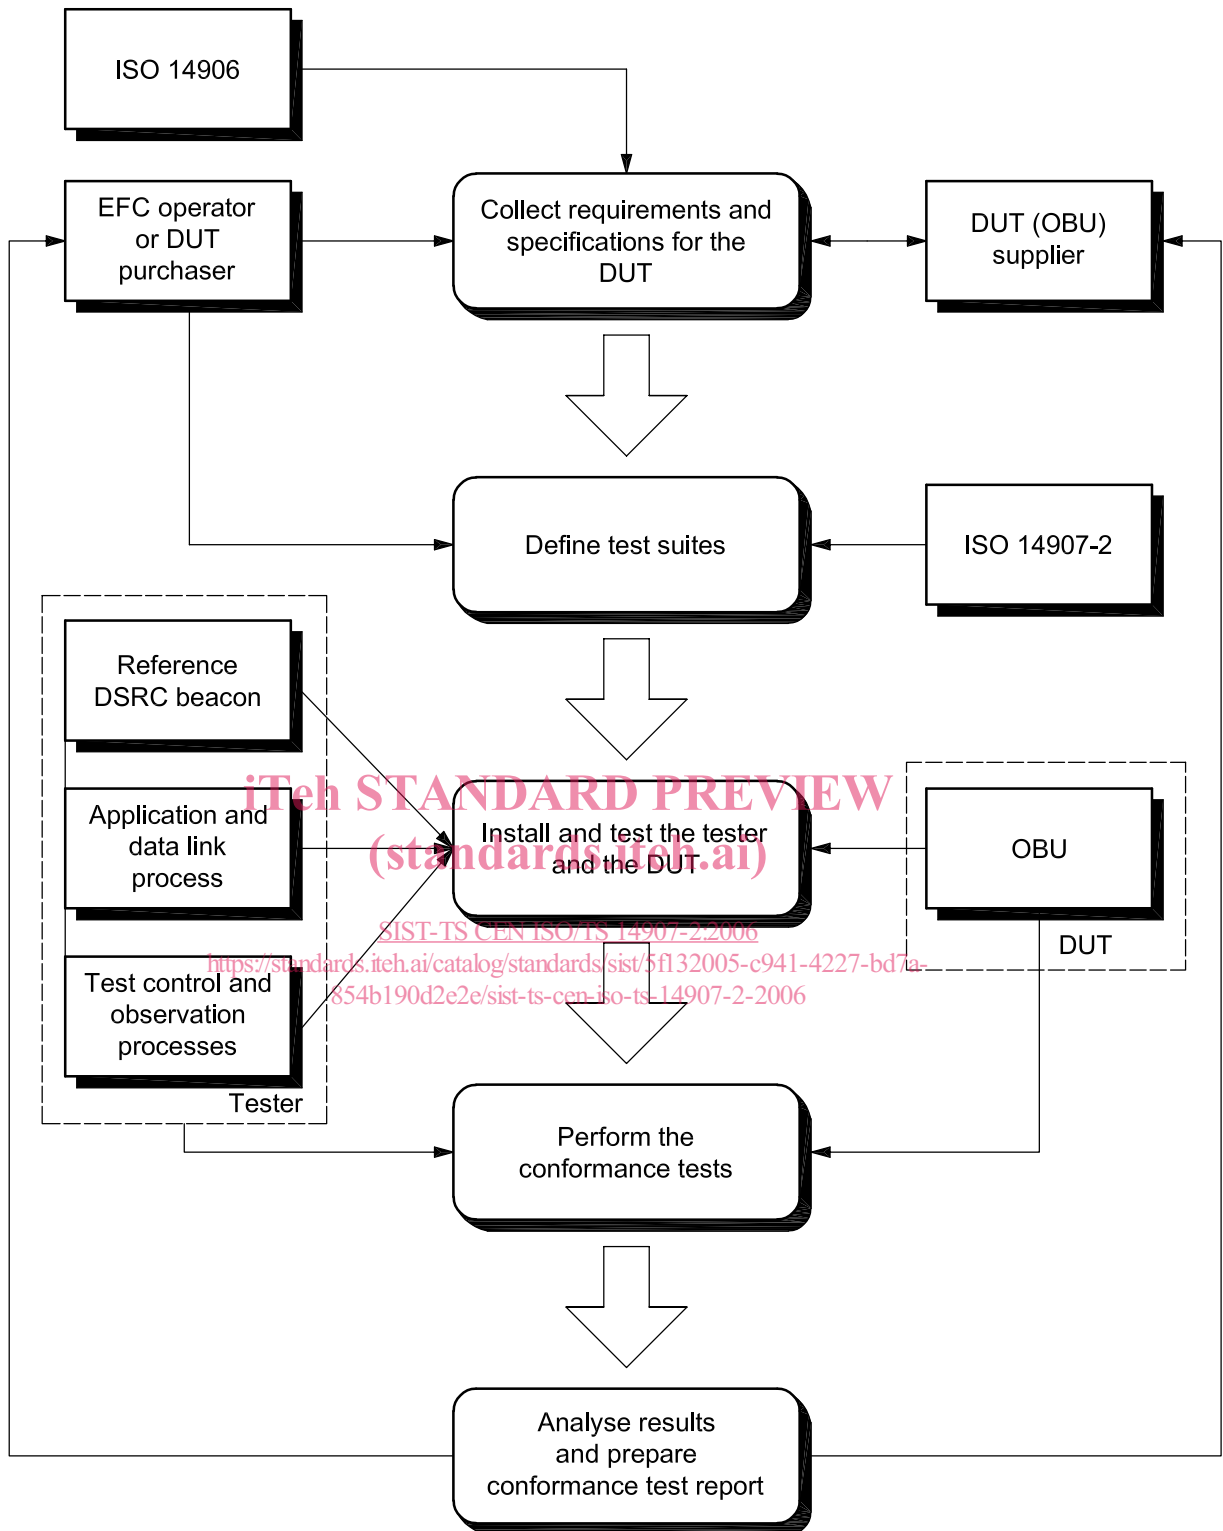 ISO 14906
EFC operator
or DUT
purchaser
Collect requirements and
specifications for the
DUT
DUT (OBU)
supplier
Define test suites
ISO 14907-2
Reference
DSRC beacon
Application and
data link
process
Test control and
observation
processes
Tester
iTeh STANDARD PREVIEW
(standards.iteh.ai)
Install and test the tester
and the DUT
OBU
DUT
SIST-TS CEN ISO/TS 14907-2:2006
https://standards.iteh.ai/catalog/standards/sist/5f132005-c941-4227-bd7a-
854b190d2e2e/sist-ts-cen-iso-ts-14907-2-2006
Perform the
conformance tests
Analyse results
and prepare
conformance test report